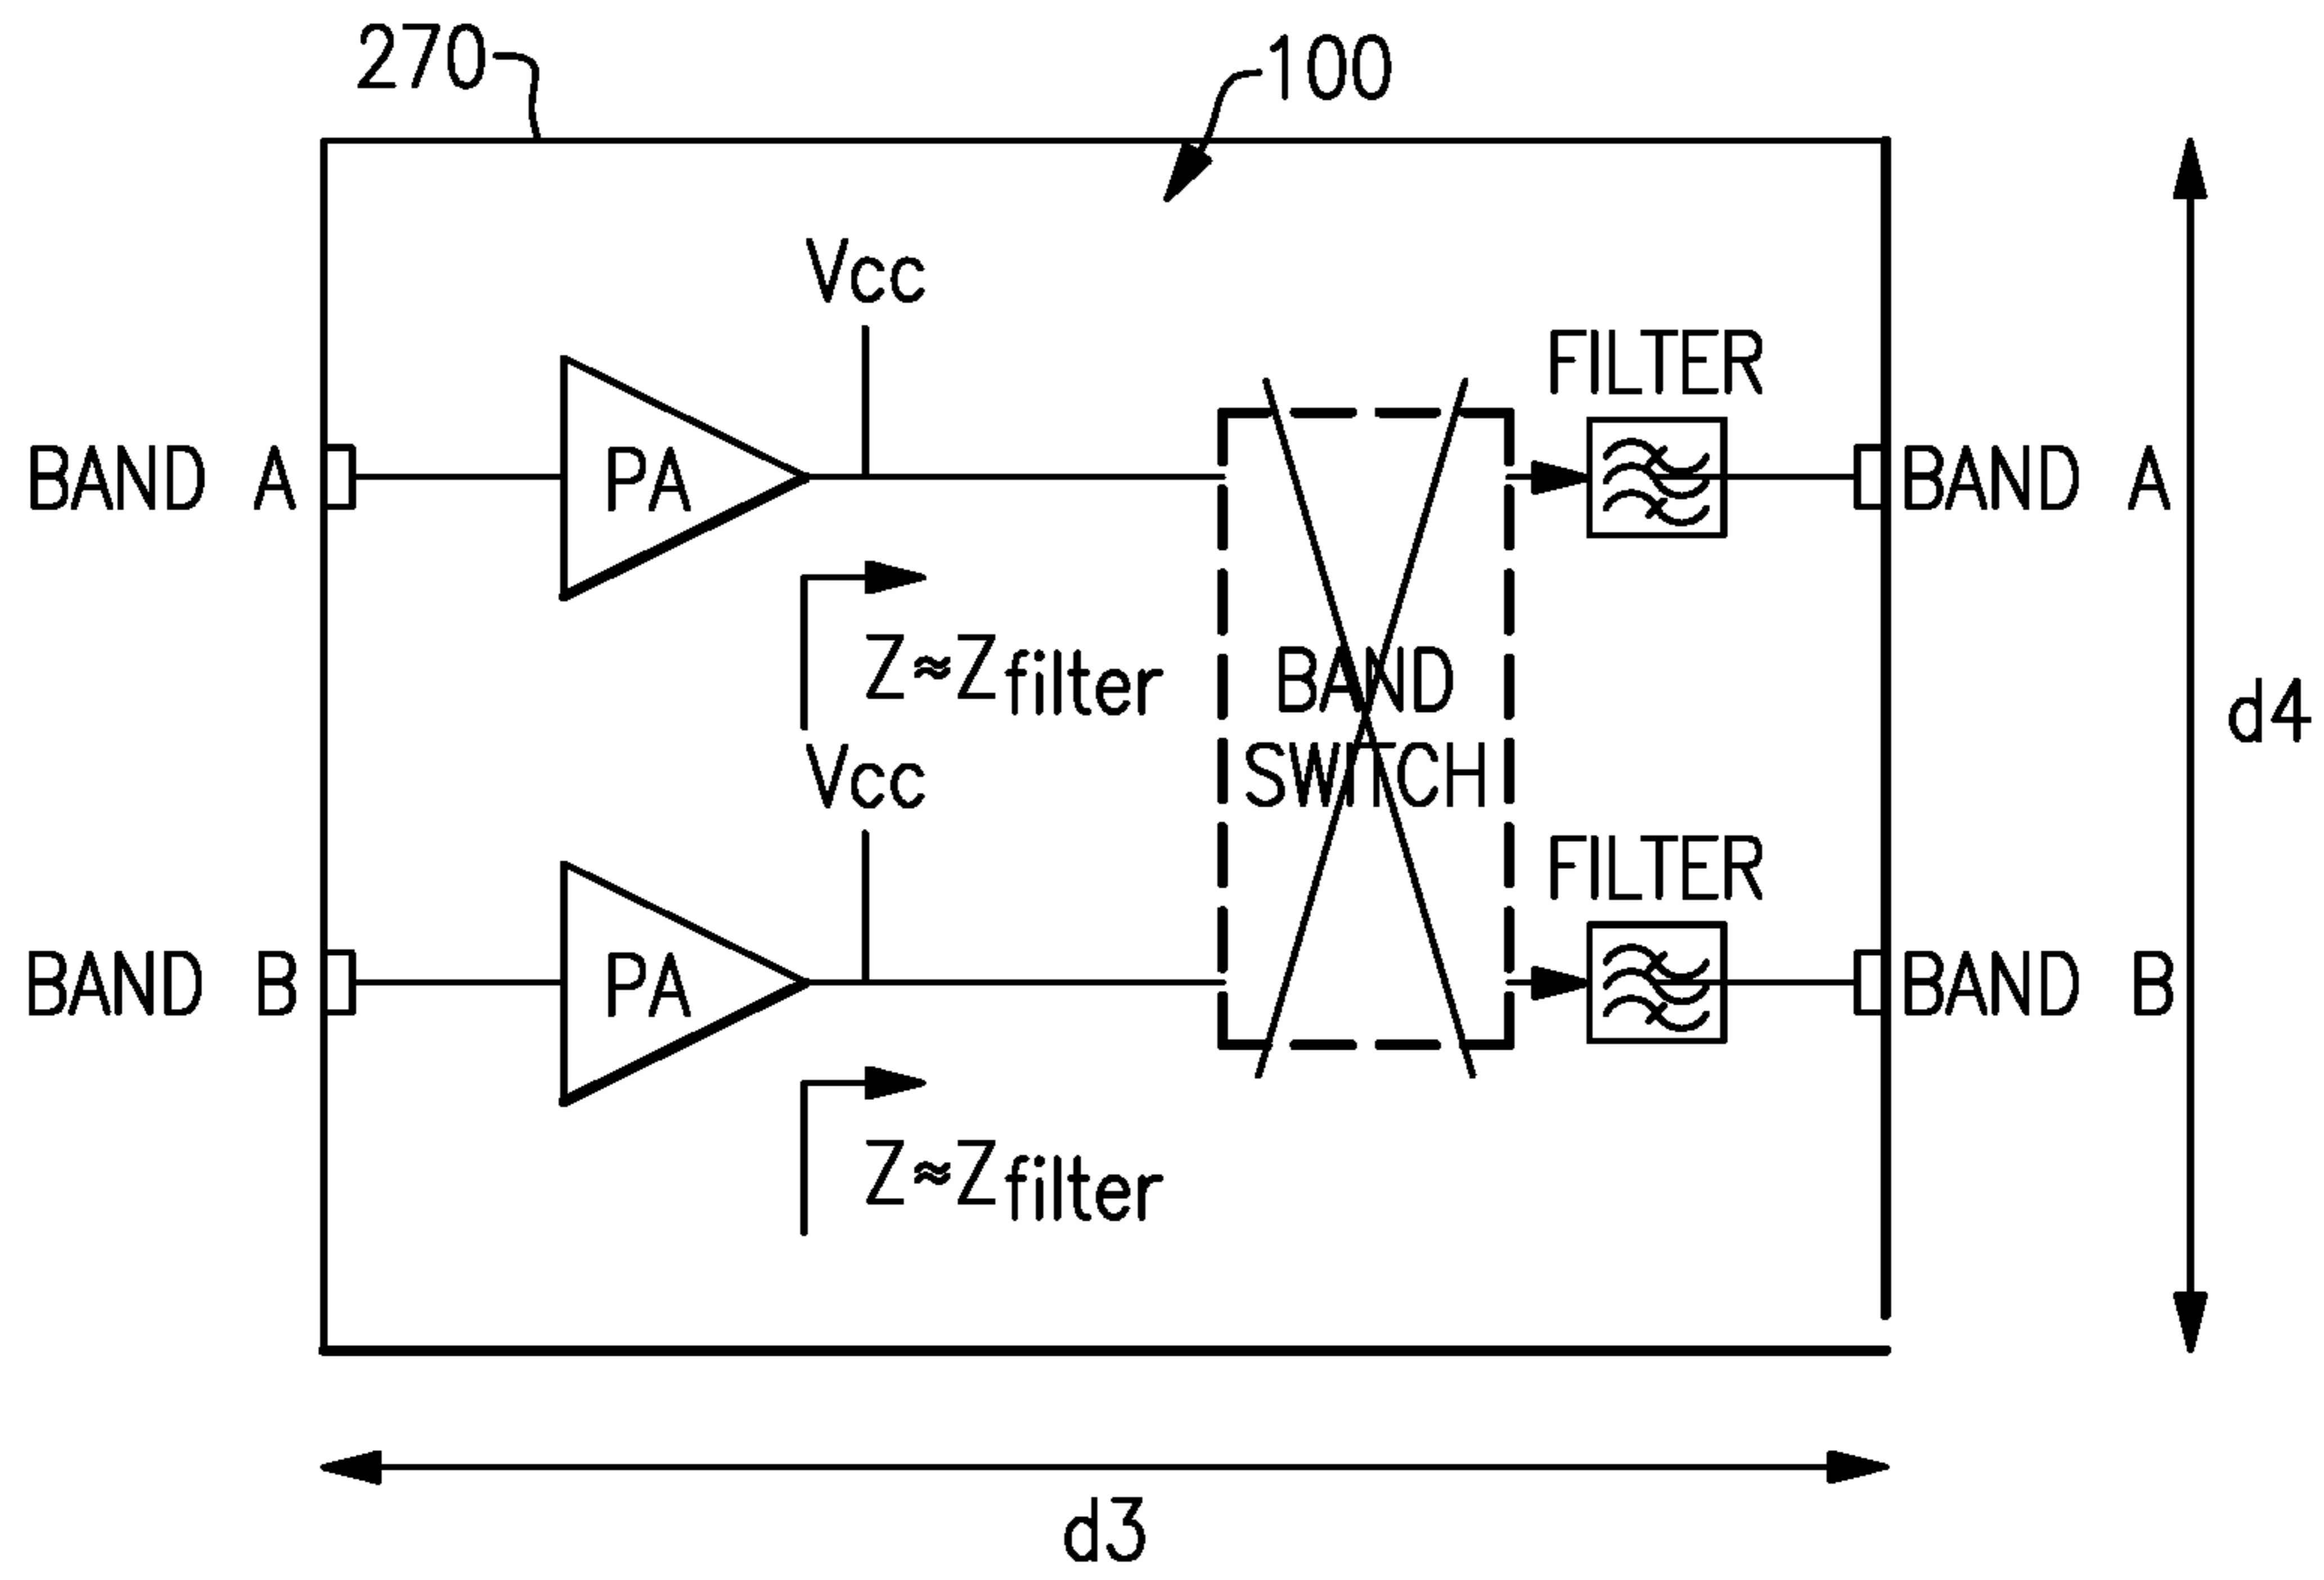 270
100
Vcc
FILTER
BAND A
PA
BAND A
Z≈Zfilter
BAND
SWITCH
d4
Vcc
FILTER
BAND B
PA
BAND B
Z≈Zfilter
d3